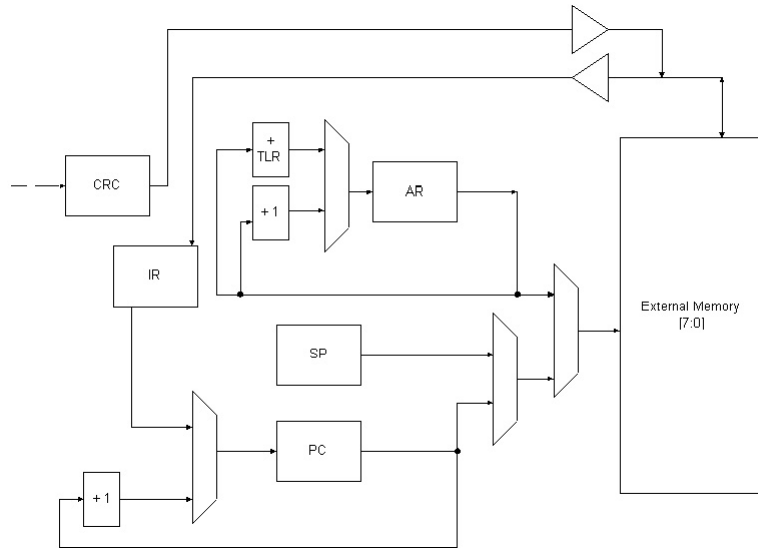 +
TLR
CRC
AR
+ 1
IR
External Memory
[7:0]
SP
PC
+ 1